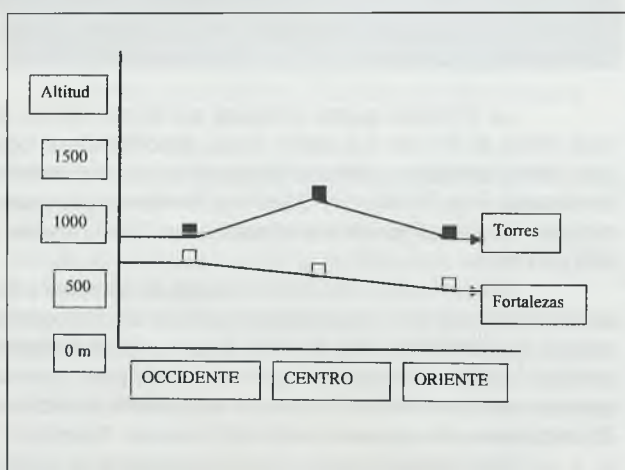 Altitud
1500
1000
Torres
500
Fortalezas
0 m
OCCIDENTE
CENTRO
ORIENTE